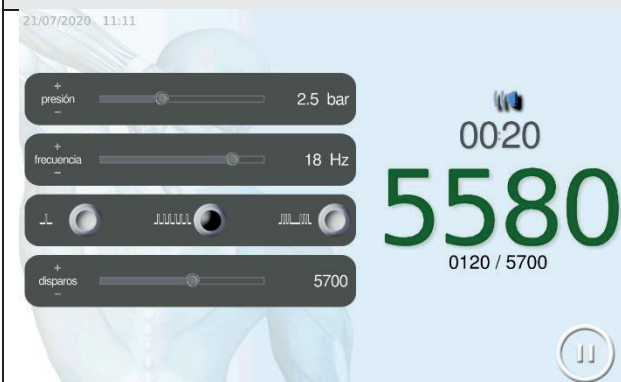 21/07/2020 11:11
+
presión
−
2.5 bar
+
frecuencia
−
18 Hz
+
disparos
−
5700
00:20
5580
0120 / 5700